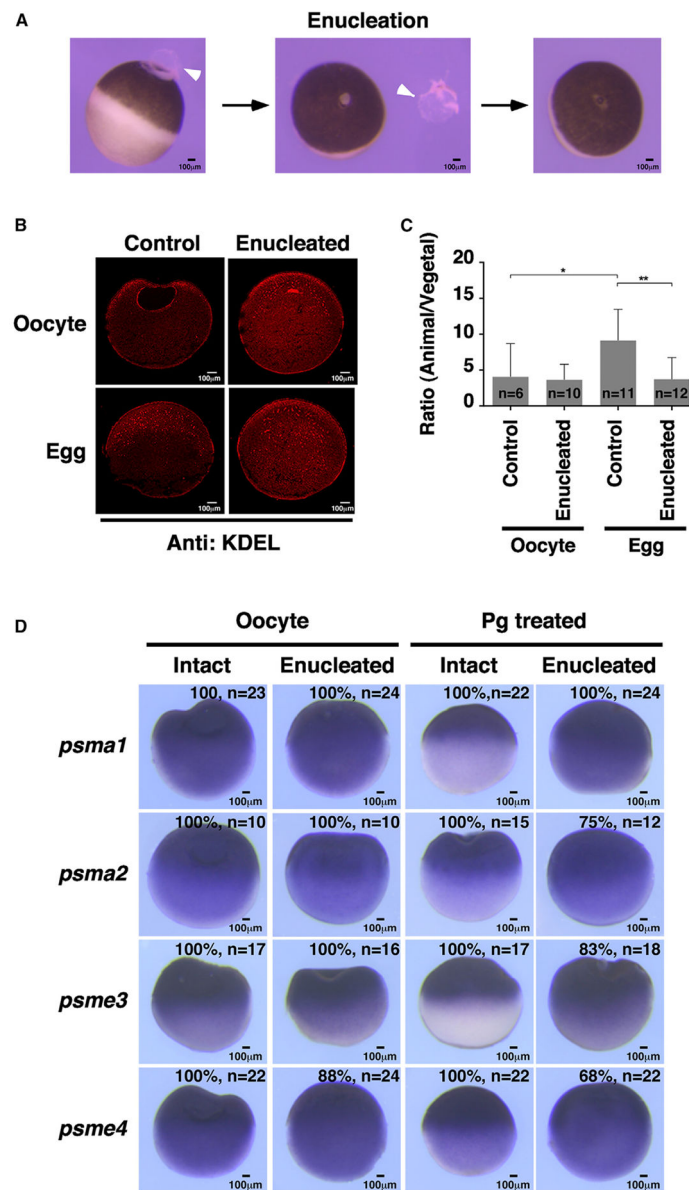 A
Enucleation
100μm
100μm
100μm
B
Control Enucleated
Oocyte
100μm 100μm
Egg
100μm 100μm
Anti: KDEL
C
Ratio (Animal/Vegetal)
20
15
10
5
0
*
**
n=6 n=10 n=11 n=12
Control Enucleated Control Enucleated
Oocyte Egg
D
Oocyte Pg treated
Intact Enucleated Intact Enucleated
psma1
100, n=23 100%, n=24 100%,n=22 100%, n=24
100μm 100μm 100μm 100μm
psma2
100%, n=10 100%, n=10 100%, n=15 75%, n=12
100μm 100μm 100μm 100μm
psme3
100%, n=17 100%, n=16 100%, n=17 83%, n=18
100μm 100μm 100μm 100μm
psme4
100%, n=22 88%, n=24 100%, n=22 68%, n=22
100μm 100μm 100μm 100μm